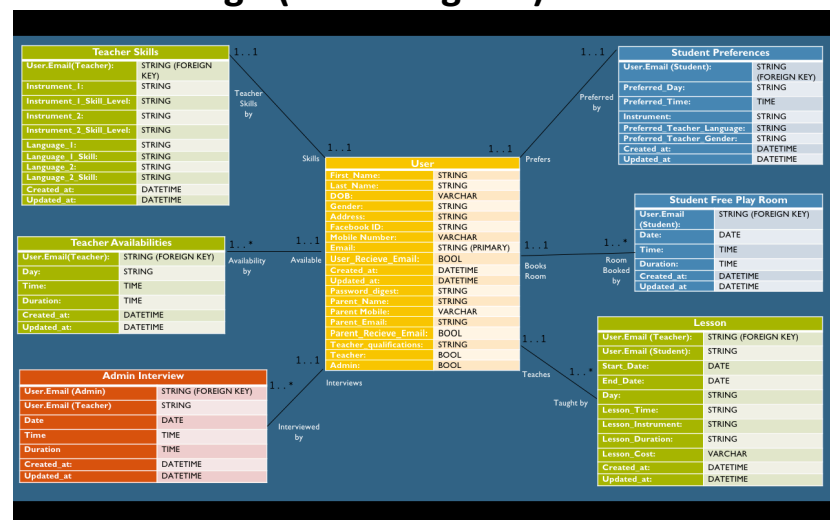 Teacher Skills
User.Email(Teacher): STRING (FOREIGN KEY)
Instrument_1: STRING
Instrument_1_Skill_Level: STRING
Instrument_2: STRING
Instrument_2_Skill_Level: STRING
Language_1: STRING
Language_1_Skill: STRING
Language_2: STRING
Language_2_Skill: STRING
Created_at: DATETIME
Updated_at: DATETIME
1..1
Teacher
Skills
by
Skills
1..1
1..1
Student Preferences
User.Email (Student): STRING (FOREIGN KEY)
Preferred_Day: STRING
Preferred_Time: TIME
Instrument: STRING
Preferred_Teacher_Language: STRING
Preferred_Teacher_Gender: STRING
Created_at: DATETIME
Updated_at DATETIME
Preferred
by
1..1
Prefers
User
First_Name: STRING
Last_Name: STRING
DOB: VARCHAR
Gender: STRING
Address: STRING
Facebook ID: STRING
Mobile Number: VARCHAR
Email: STRING (PRIMARY)
User_Recieve_Email: BOOL
Created_at: DATETIME
Updated_at: DATETIME
Password_digest: STRING
Parent_Name: STRING
Parent Mobile: VARCHAR
Parent_Email: STRING
Parent_Recieve_Email: BOOL
Teacher_qualifications: STRING
Teacher: BOOL
Admin: BOOL
Teacher Availabilities
User.Email(Teacher): STRING (FOREIGN KEY)
Day: STRING
Time: TIME
Duration: TIME
Created_at: DATETIME
Updated_at: DATETIME
1..*
Availability
by
1..1
Available
Student Free Play Room
User.Email (Student): STRING (FOREIGN KEY)
Date: DATE
Time: TIME
Duration: TIME
Created_at: DATETIME
Updated_at DATETIME
1..1
Books
Room
1..*
Room
Booked
by
Admin Interview
User.Email (Admin) STRING (FOREIGN KEY)
User.Email (Teacher) STRING
Date DATE
Time TIME
Duration TIME
Created_at: DATETIME
Updated_at DATETIME
1..*
Interviewed
by
1..1
Interviews
Lesson
User.Email (Teacher): STRING (FOREIGN KEY)
User.Email (Student): STRING
Start_Date: DATE
End_Date: DATE
Day: STRING
Lesson_Time: STRING
Lesson_Instrument: STRING
Lesson_Duration: STRING
Lesson_Cost: VARCHAR
Created_at: DATETIME
Updated_at: DATETIME
1..1
Teaches
1..*
Taught by